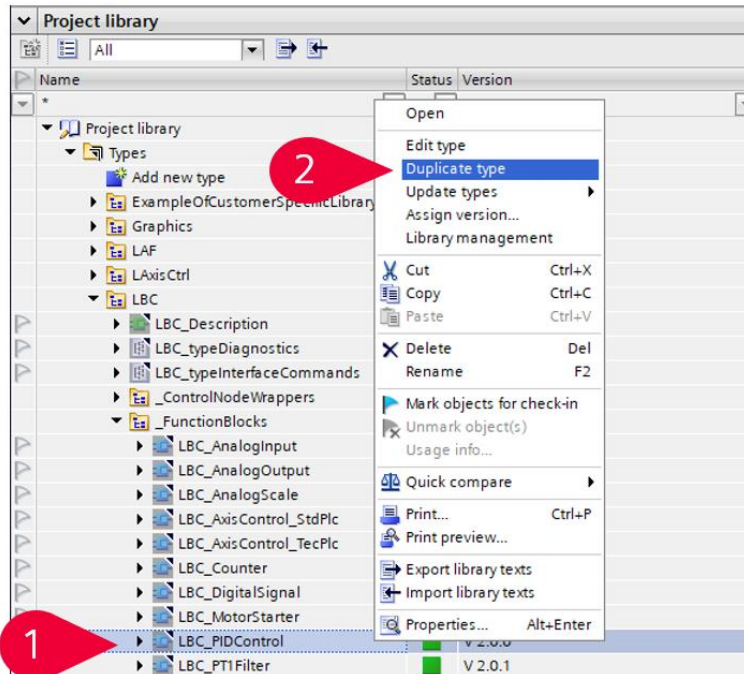 Project library
All
Name Status Version
*
Project library
Types
Add new type
ExampleOfCustomerSpecificLibrary
Graphics
LAF
LAxisCtrl
LBC
LBC_Description
LBC_typeDiagnostics
LBC_typeInterfaceCommands
_ControlNodeWrappers
_FunctionBlocks
LBC_AnalogInput
LBC_AnalogOutput
LBC_AnalogScale
LBC_AxisControl_StdPlc
LBC_AxisControl_TecPlc
LBC_Counter
LBC_DigitalSignal
LBC_MotorStarter
1
LBC_PIDControl V 2.0.0
LBC_PT1Filter V 2.0.1
Open
Edit type
2
Duplicate type
Update types
Assign version...
Library management
Cut Ctrl+X
Copy Ctrl+C
Paste Ctrl+V
Delete Del
Rename F2
Mark objects for check-in
Unmark object(s)
Usage info...
Quick compare
Print... Ctrl+P
Print preview...
Export library texts
Import library texts
Properties... Alt+Enter